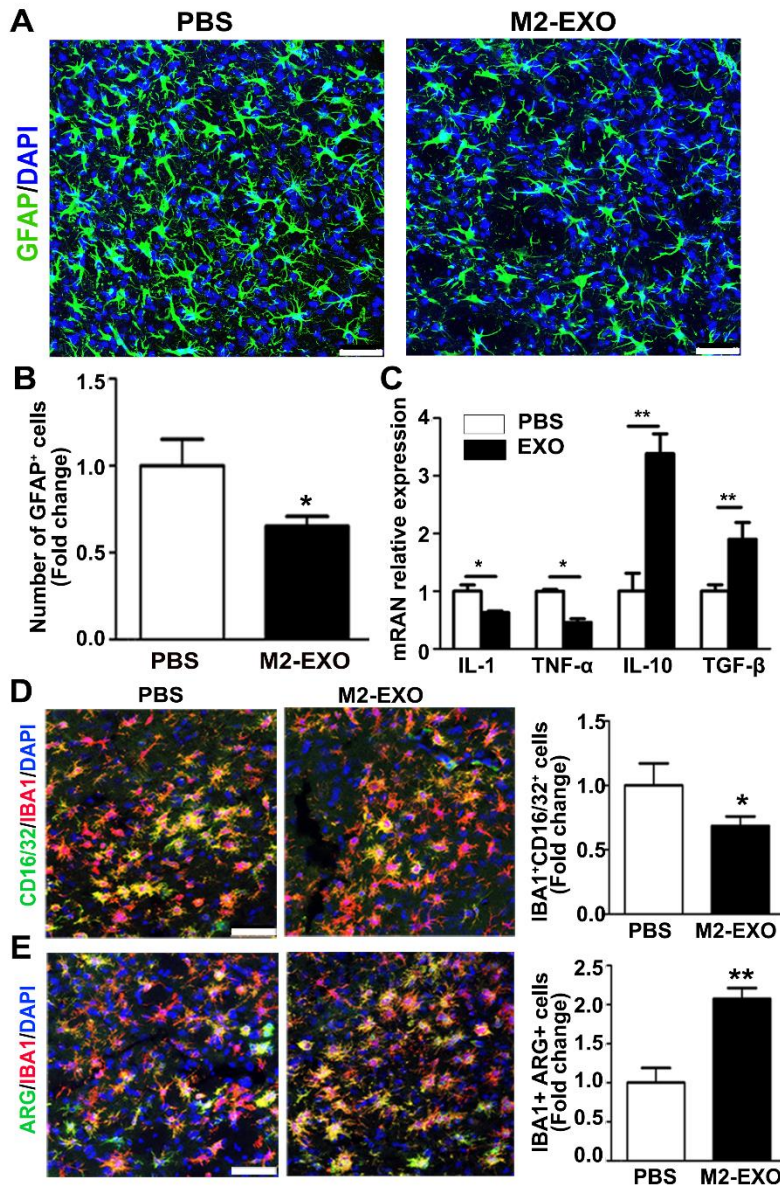 A
PBS
M2-EXO
GFAP/DAPI
B
Number of GFAP+ cells
(Fold change)
1.5
1.0
0.5
0.0
*
PBS
M2-EXO
C
mRAN relative expression
4
3
2
1
0
PBS
EXO
*
*
**
**
IL-1
TNF-α
IL-10
TGF-β
D
PBS
M2-EXO
CD16/32/IBA1/DAPI
IBA1+CD16/32+ cells
(Fold change)
1.5
1.0
0.5
0.0
*
PBS
M2-EXO
E
ARG/IBA1/DAPI
IBA1+ ARG+ cells
(Fold change)
2.5
2.0
1.5
1.0
0.5
0.0
**
PBS
M2-EXO